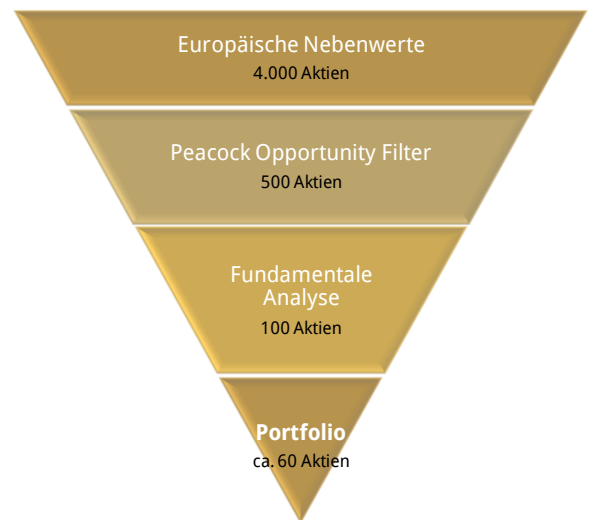 Europäische Nebenwerte
4.000 Aktien
Peacock Opportunity Filter
500 Aktien
Fundamentale
Analyse
100 Aktien
Portfolio
ca. 60 Aktien